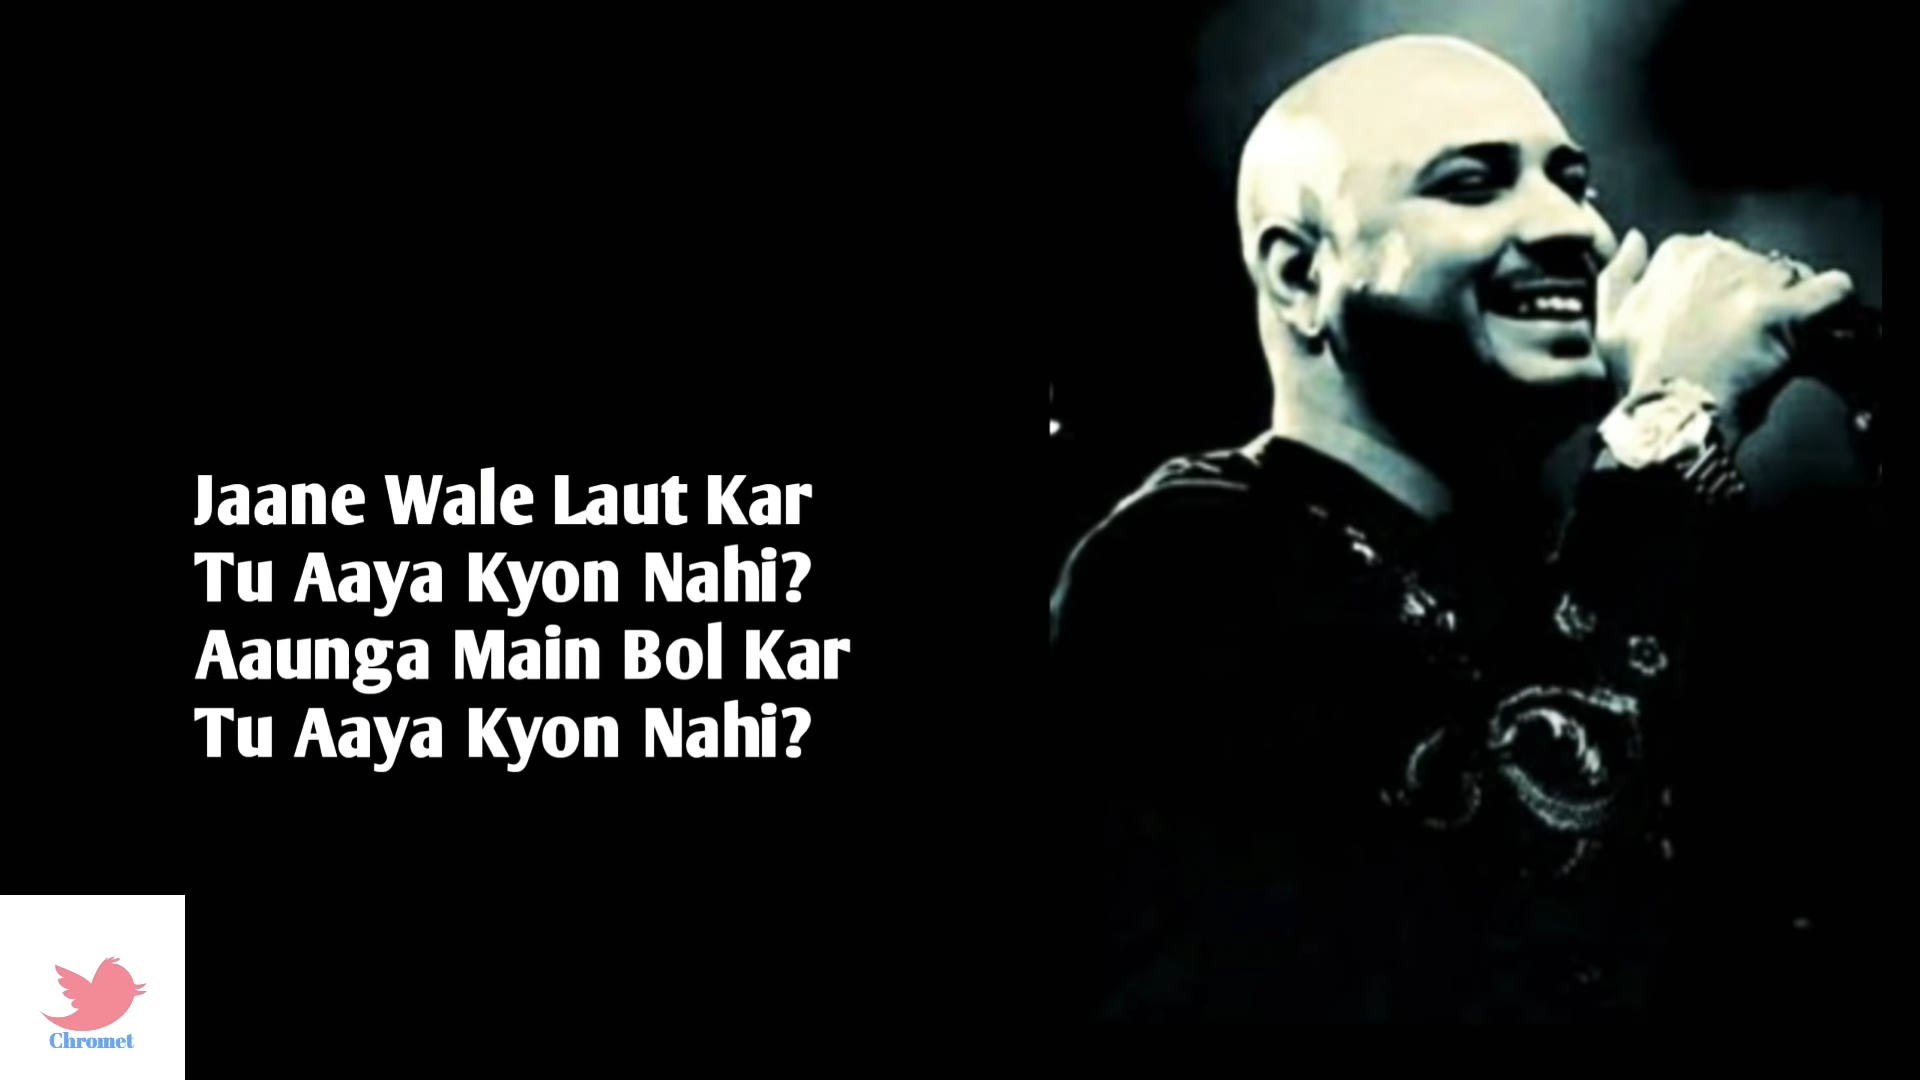 Jaane Wale Laut Kar
Tu Aaya Kyon Nahi?
Aaunga Main Bol Kar
Tu Aaya Kyon Nahi?
Chromet